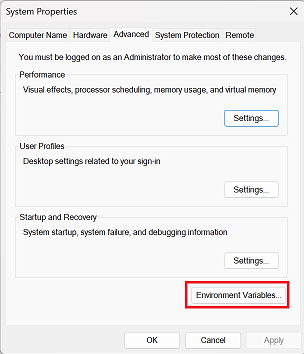 System Properties
Computer Name Hardware Advanced System Protection Remote
You must be logged on as an Administrator to make most of these changes.
Performance
Visual effects, processor scheduling, memory usage, and virtual memory
Settings...
User Profiles
Desktop settings related to your sign-in
Settings...
Startup and Recovery
System startup, system failure, and debugging information
Settings...
Environment Variables...
OK Cancel Apply